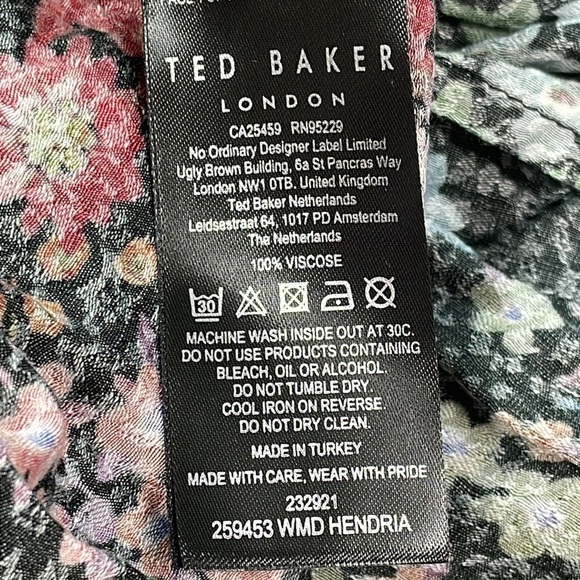 TED BAKER
LONDON
CA25459 RN95229
No Ordinary Designer Label Limited
Ugly Brown Building, 6a St Pancras Way
London NW1 0TB. United Kingdom
Ted Baker Netherlands
Leidsestraat 64, 1017 PD Amsterdam
The Netherlands
100% VISCOSE
30
MACHINE WASH INSIDE OUT AT 30C.
DO NOT USE PRODUCTS CONTAINING
BLEACH, OIL OR ALCOHOL.
DO NOT TUMBLE DRY.
COOL IRON ON REVERSE.
DO NOT DRY CLEAN.
MADE IN TURKEY
MADE WITH CARE, WEAR WITH PRIDE
232921
259453 WMD HENDRIA